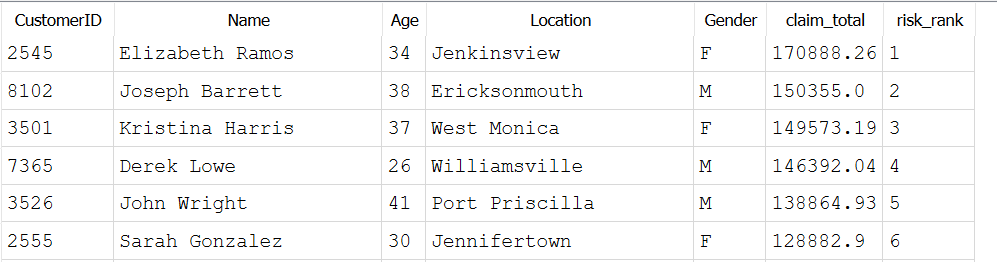 CustomerID Name Age Location Gender claim_total risk_rank
2545 Elizabeth Ramos 34 Jenkinsview F 170888.26 1
8102 Joseph Barrett 38 Ericksonmouth M 150355.0 2
3501 Kristina Harris 37 West Monica F 149573.19 3
7365 Derek Lowe 26 Williamsville M 146392.04 4
3526 John Wright 41 Port Priscilla M 138864.93 5
2555 Sarah Gonzalez 30 Jennifertown F 128882.9 6